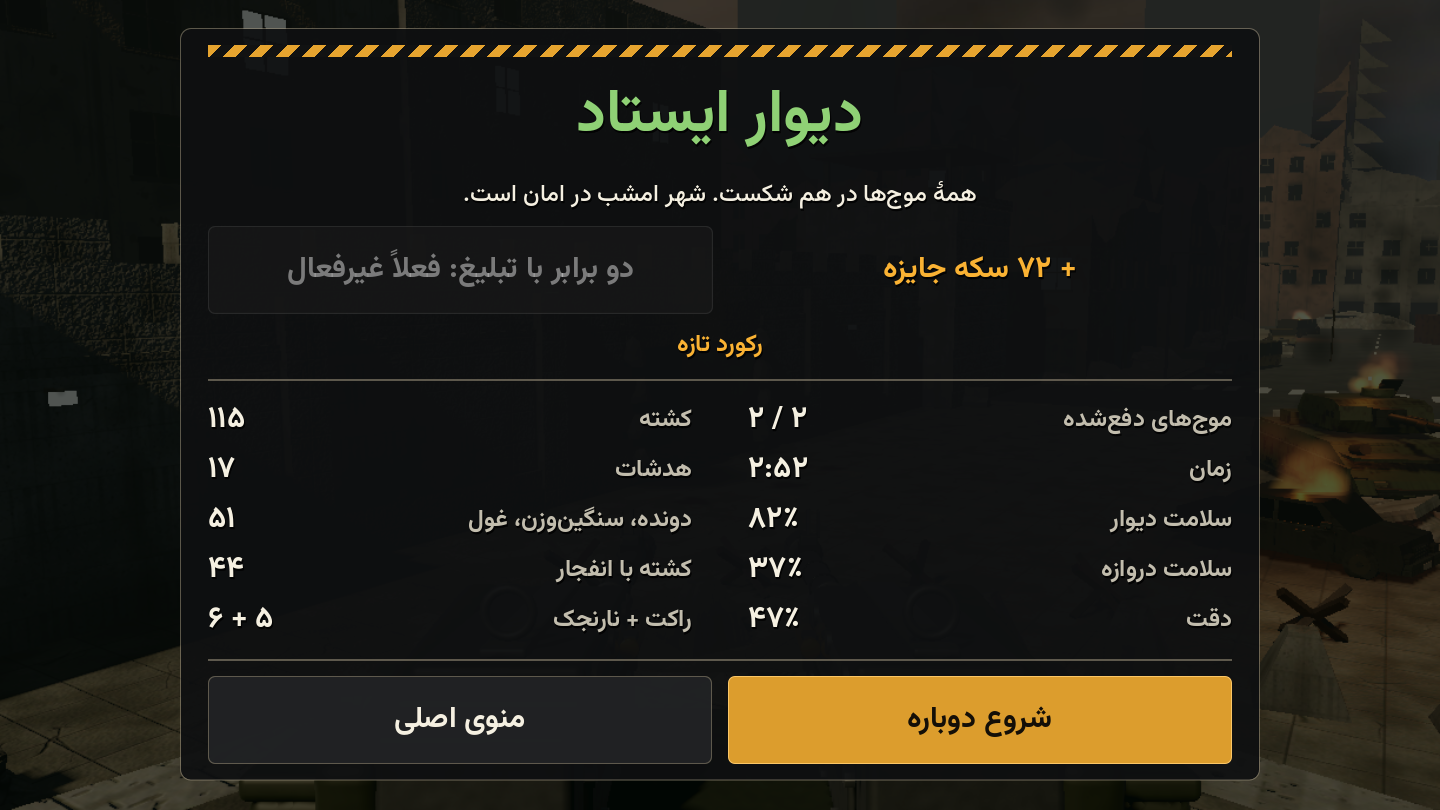 دیوار ایستاد
همهٔ موج‌ها در هم شکست. شهر امشب در امان است.
+ ۷۲ سکه جایزه
دو برابر با تبلیغ: فعلاً غیرفعال
رکورد تازه
موج‌های دفع‌شده ۲ / ۲
کشته ۱۱۵
زمان ۲:۵۲
هدشات ۱۷
سلامت دیوار ۸۲٪
دونده، سنگین‌وزن، غول ۵۱
سلامت دروازه ۳۷٪
کشته با انفجار ۴۴
دقت ۴۷٪
راکت + نارنجک ۶ + ۵
شروع دوباره
منوی اصلی